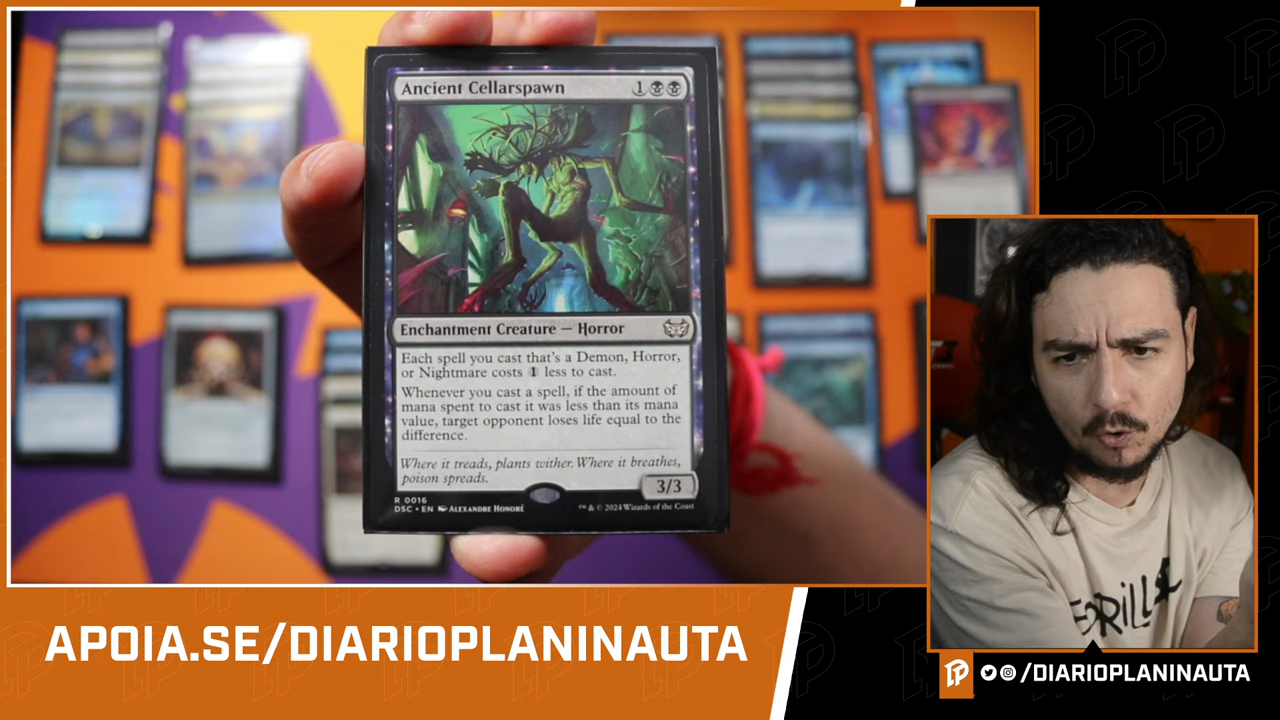 Ancient Cellarspawn 1
Enchantment Creature — Horror
Each spell you cast that's a Demon, Horror,
or Nightmare costs 1 less to cast.
Whenever you cast a spell, if the amount of
mana spent to cast it was less than its mana
value, target opponent loses life equal to the
difference.
Where it treads, plants wither. Where it breathes,
poison spreads.
3/3
R 0016
DSC • EN ALEXANDRE HONORÉ
™ & © 2024 Wizards of the Coast
GORILLA
APOIA.SE/DIARIOPLANINAUTA
/DIARIOPLANINAUTA